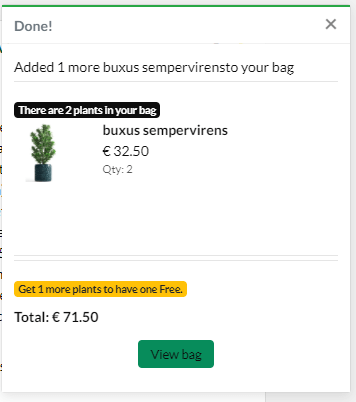 Done!
×
Added 1 more buxus sempervirensto your bag
There are 2 plants in your bag
buxus sempervirens
€ 32.50
Qty: 2
Get 1 more plants to have one Free.
Total: € 71.50
View bag